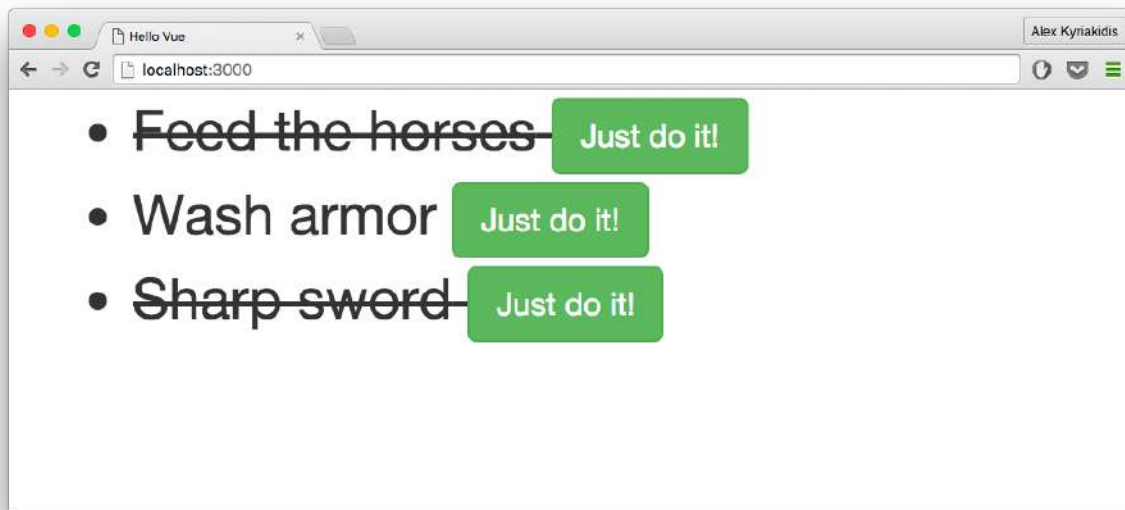 Hello Vue
Alex Kyriakidis
localhost:3000
Feed the horses Just do it!
Wash armor Just do it!
Sharp sword Just do it!